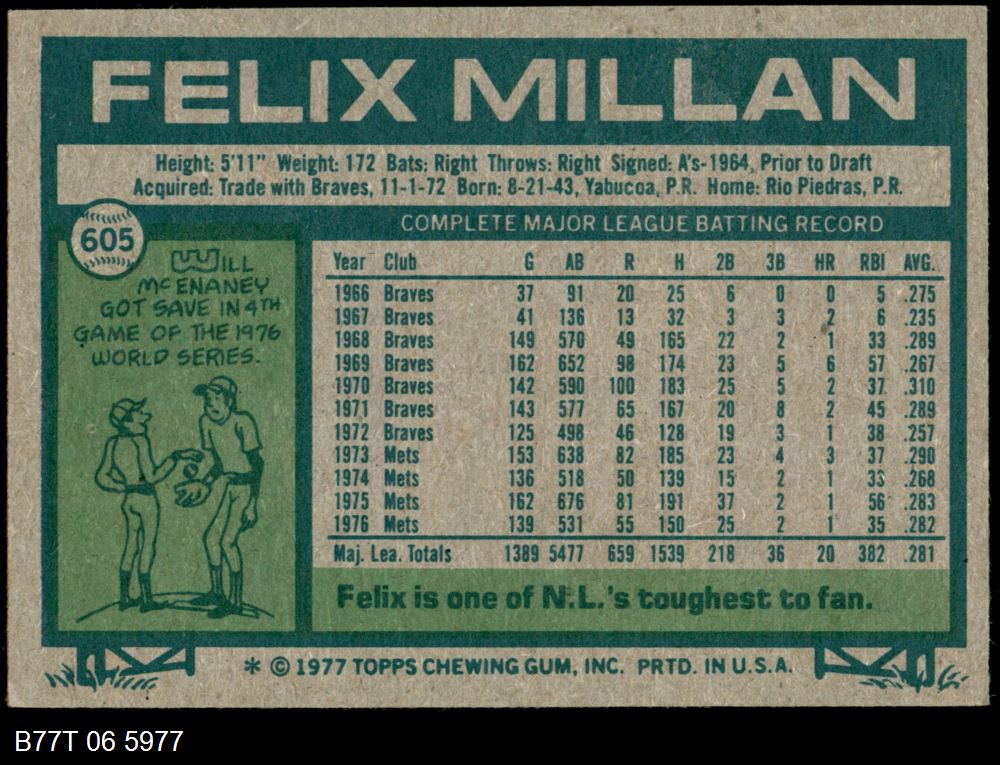 FELIX MILLAN
Height: 5'11" Weight: 172 Bats: Right Throws: Right Signed: A's-1964, Prior to Draft
Acquired: Trade with Braves, 11-1-72 Born: 8-21-43, Yabucoa, P.R. Home: Rio Piedras, P.R.
605
WILL
McENANEY
GOT SAVE IN 4TH
GAME OF THE 1976
WORLD SERIES.
COMPLETE MAJOR LEAGUE BATTING RECORD
Year Club G AB R H 2B 3B HR RBI AVG.
1966 Braves 37 91 20 25 6 0 0 5 .275
1967 Braves 41 136 13 32 3 3 2 6 .235
1968 Braves 149 570 49 165 22 2 1 33 .289
1969 Braves 162 652 98 174 23 5 6 57 .267
1970 Braves 142 590 100 183 25 5 2 37 .310
1971 Braves 143 577 65 167 20 8 2 45 .289
1972 Braves 125 498 46 128 19 3 1 38 .257
1973 Mets 153 638 82 185 23 4 3 37 .290
1974 Mets 136 518 50 139 15 2 1 33 .268
1975 Mets 162 676 81 191 37 2 1 56 .283
1976 Mets 139 531 55 150 25 2 1 35 .282
Maj. Lea. Totals 1389 5477 659 1539 218 36 20 382 .281
Felix is one of N.L.'s toughest to fan.
* © 1977 TOPPS CHEWING GUM, INC. PRTD. IN U.S.A.
B77T 06 5977